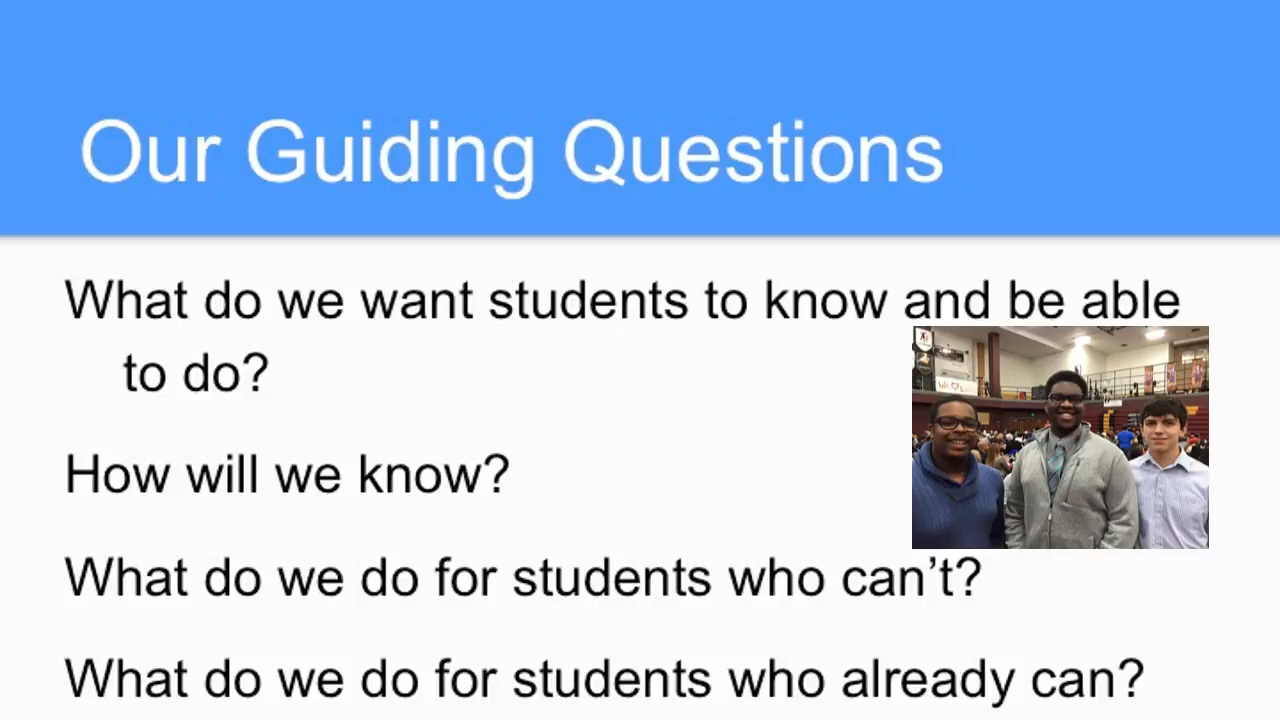 Our Guiding Questions
What do we want students to know and be able
to do?
How will we know?
What do we do for students who can’t?
What do we do for students who already can?